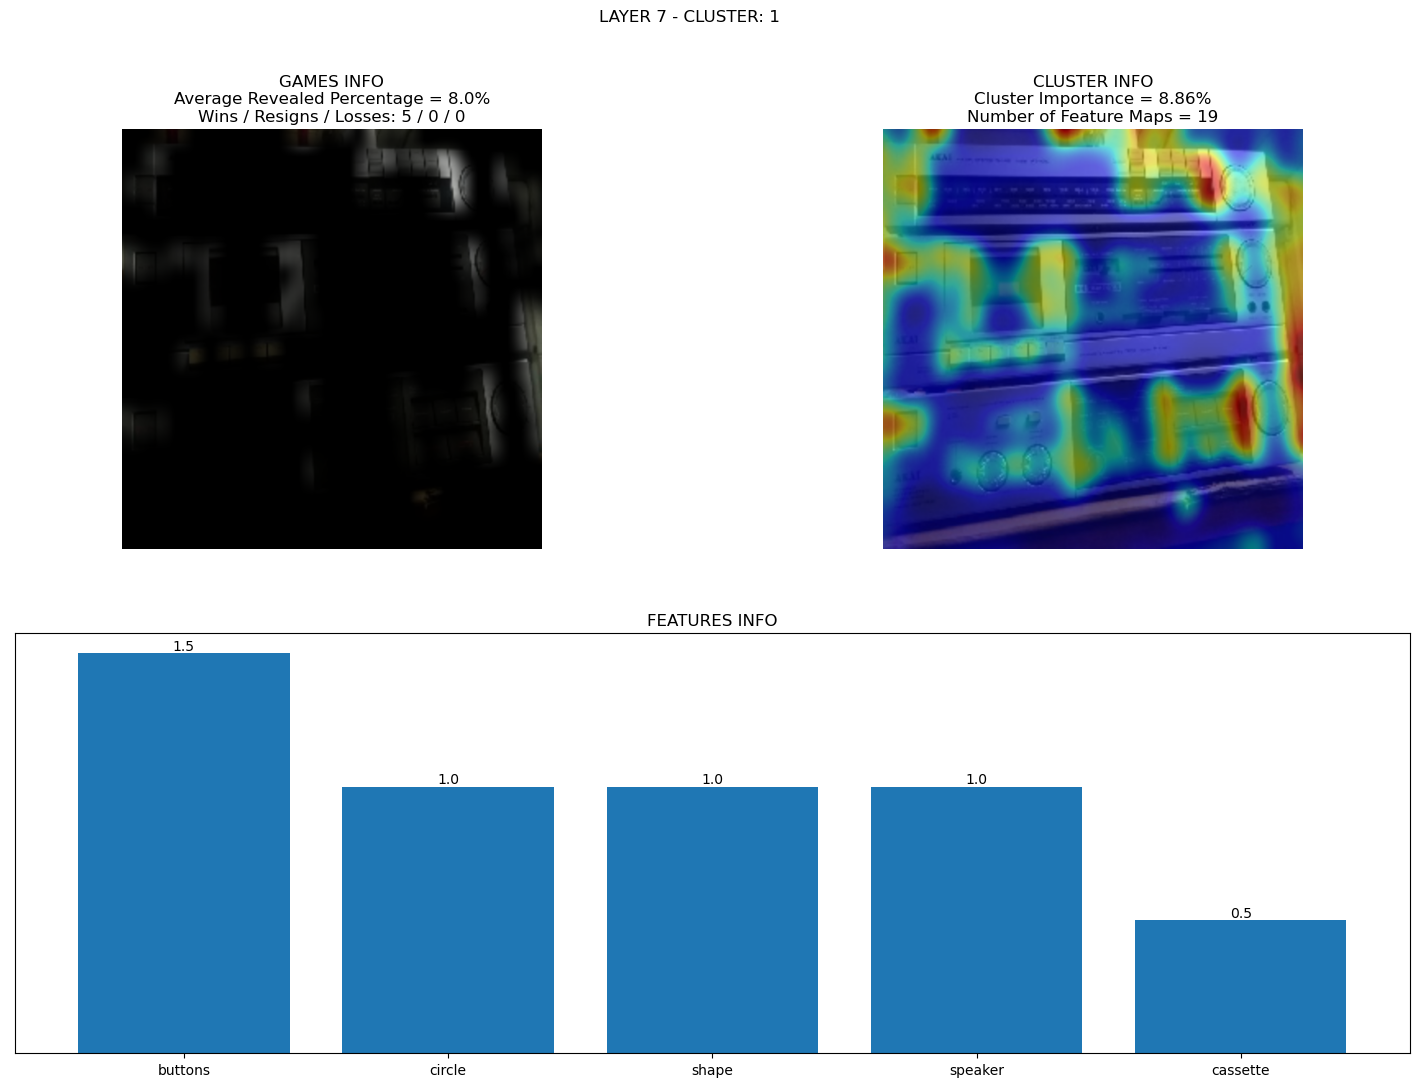 LAYER 7 - CLUSTER: 1
GAMES INFO
Average Revealed Percentage = 8.0%
Wins / Resigns / Losses: 5 / 0 / 0
CLUSTER INFO
Cluster Importance = 8.86%
Number of Feature Maps = 19
AKAI
FEATURES INFO
1.5
1.0
1.0
1.0
0.5
buttons
circle
shape
speaker
cassette